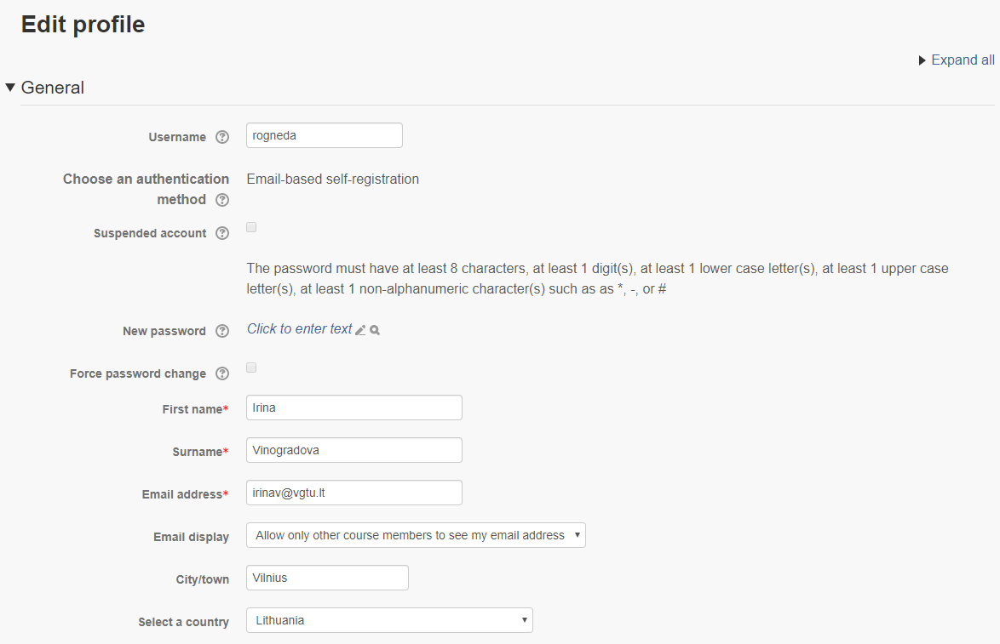 Edit profile
Expand all
General
Username
rogneda
Choose an authentication
method
Email-based self-registration
Suspended account
The password must have at least 8 characters, at least 1 digit(s), at least 1 lower case letter(s), at least 1 upper case
letter(s), at least 1 non-alphanumeric character(s) such as as *, -, or #
New password
Click to enter text
Force password change
First name*
Irina
Surname*
Vinogradova
Email address*
irinav@vgtu.lt
Email display
Allow only other course members to see my email address
City/town
Vilnius
Select a country
Lithuania